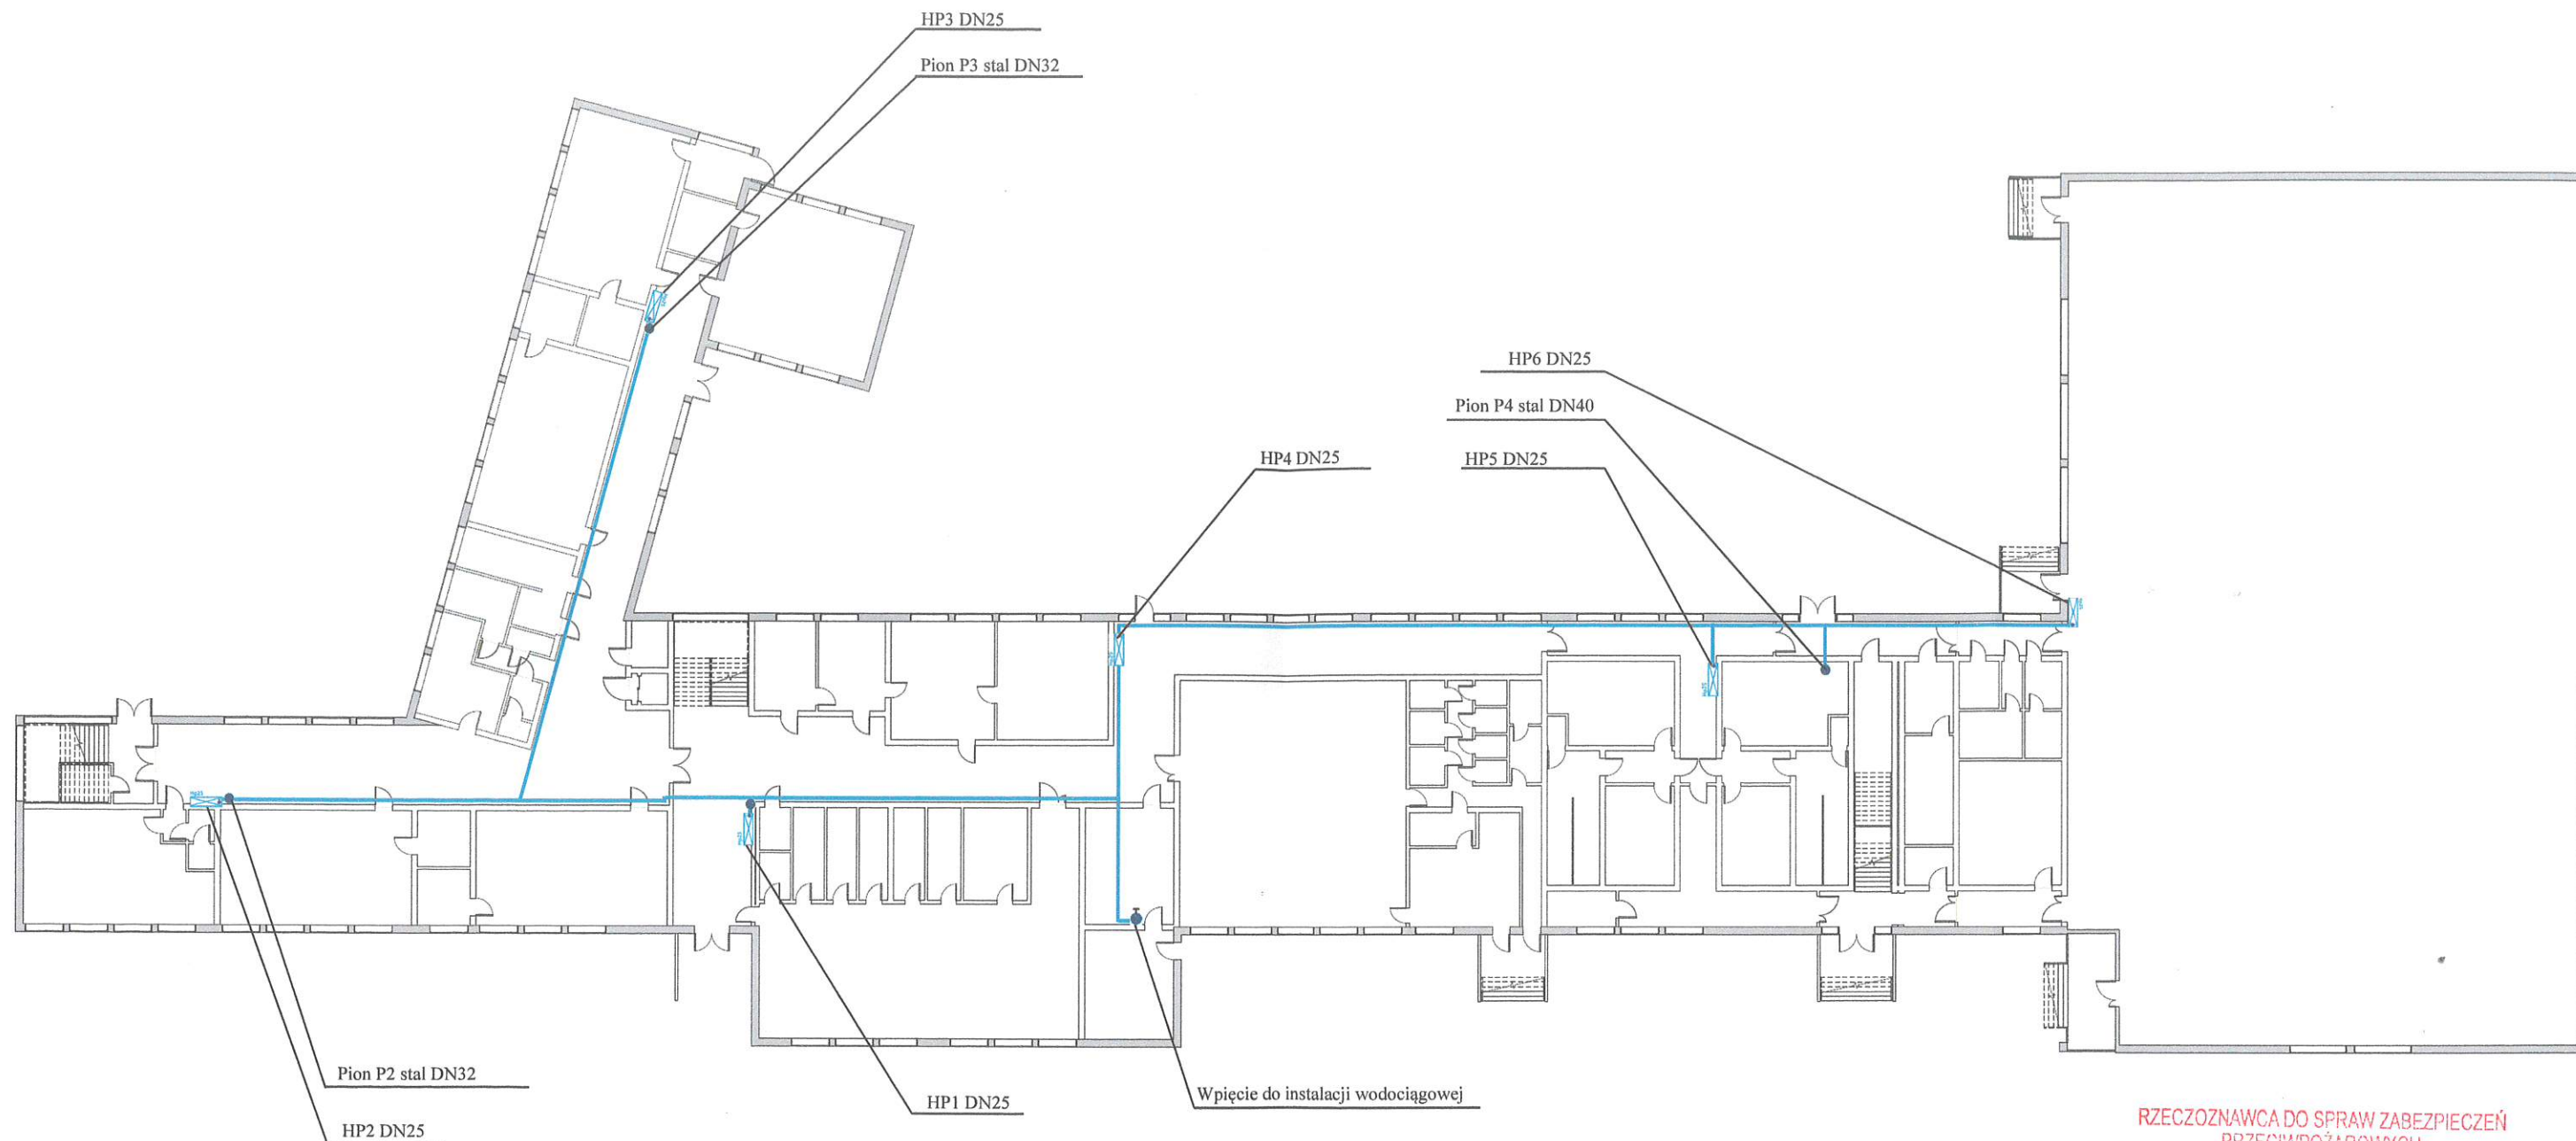 HP3 DN25
Pion P3 stal DN32
HP6 DN25
Pion P4 stal DN40
HP4 DN25
HP5 DN25
Pion P2 stal DN32
HP1 DN25
Wpięcie do instalacji wodociągowej
HP2 DN25
RZECZOZNAWCA DO SPRAW ZABEZPIECZEŃ
PRZECIWPOŻAROWYCH